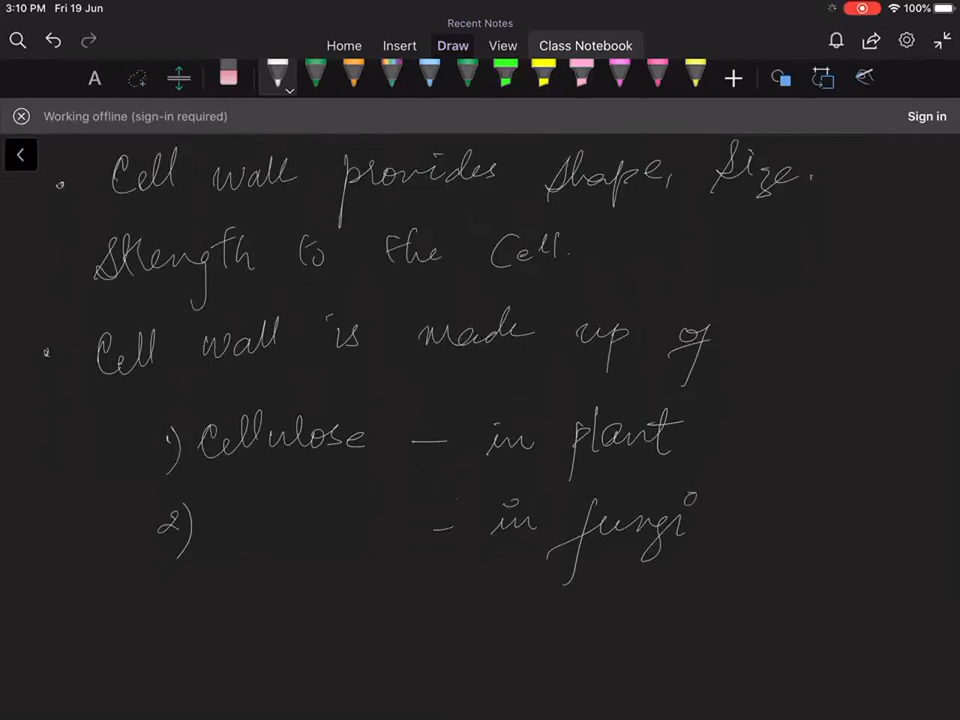 3:10 PM Fri 19 Jun
100%
Recent Notes
Home Insert Draw View Class Notebook
A
Working offline (sign-in required) Sign in
• Cell wall provides shape, size.
Strength to the Cell.
• Cell wall is made up of
1) Cellulose — in plant
2) - in fungi